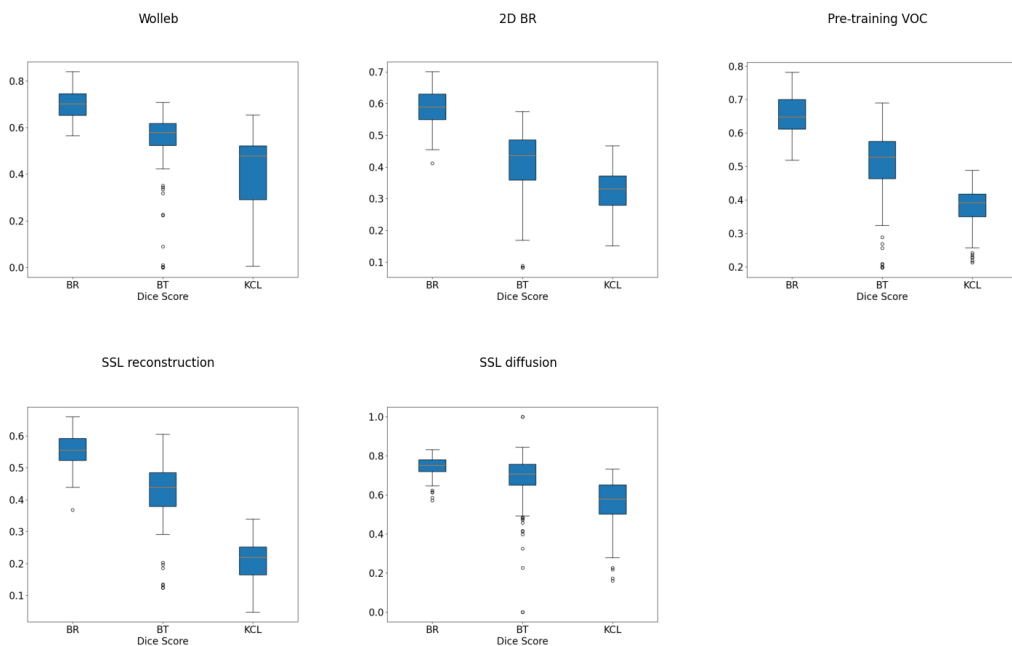 Wolleb
0.8
0.6
0.4
0.2
0.0
BR BT KCL
Dice Score
2D BR
0.7
0.6
0.5
0.4
0.3
0.2
0.1
BR BT KCL
Dice Score
Pre-training VOC
0.8
0.7
0.6
0.5
0.4
0.3
0.2
BR BT KCL
Dice Score
SSL reconstruction
0.6
0.5
0.4
0.3
0.2
0.1
BR BT KCL
Dice Score
SSL diffusion
1.0
0.8
0.6
0.4
0.2
0.0
BR BT KCL
Dice Score